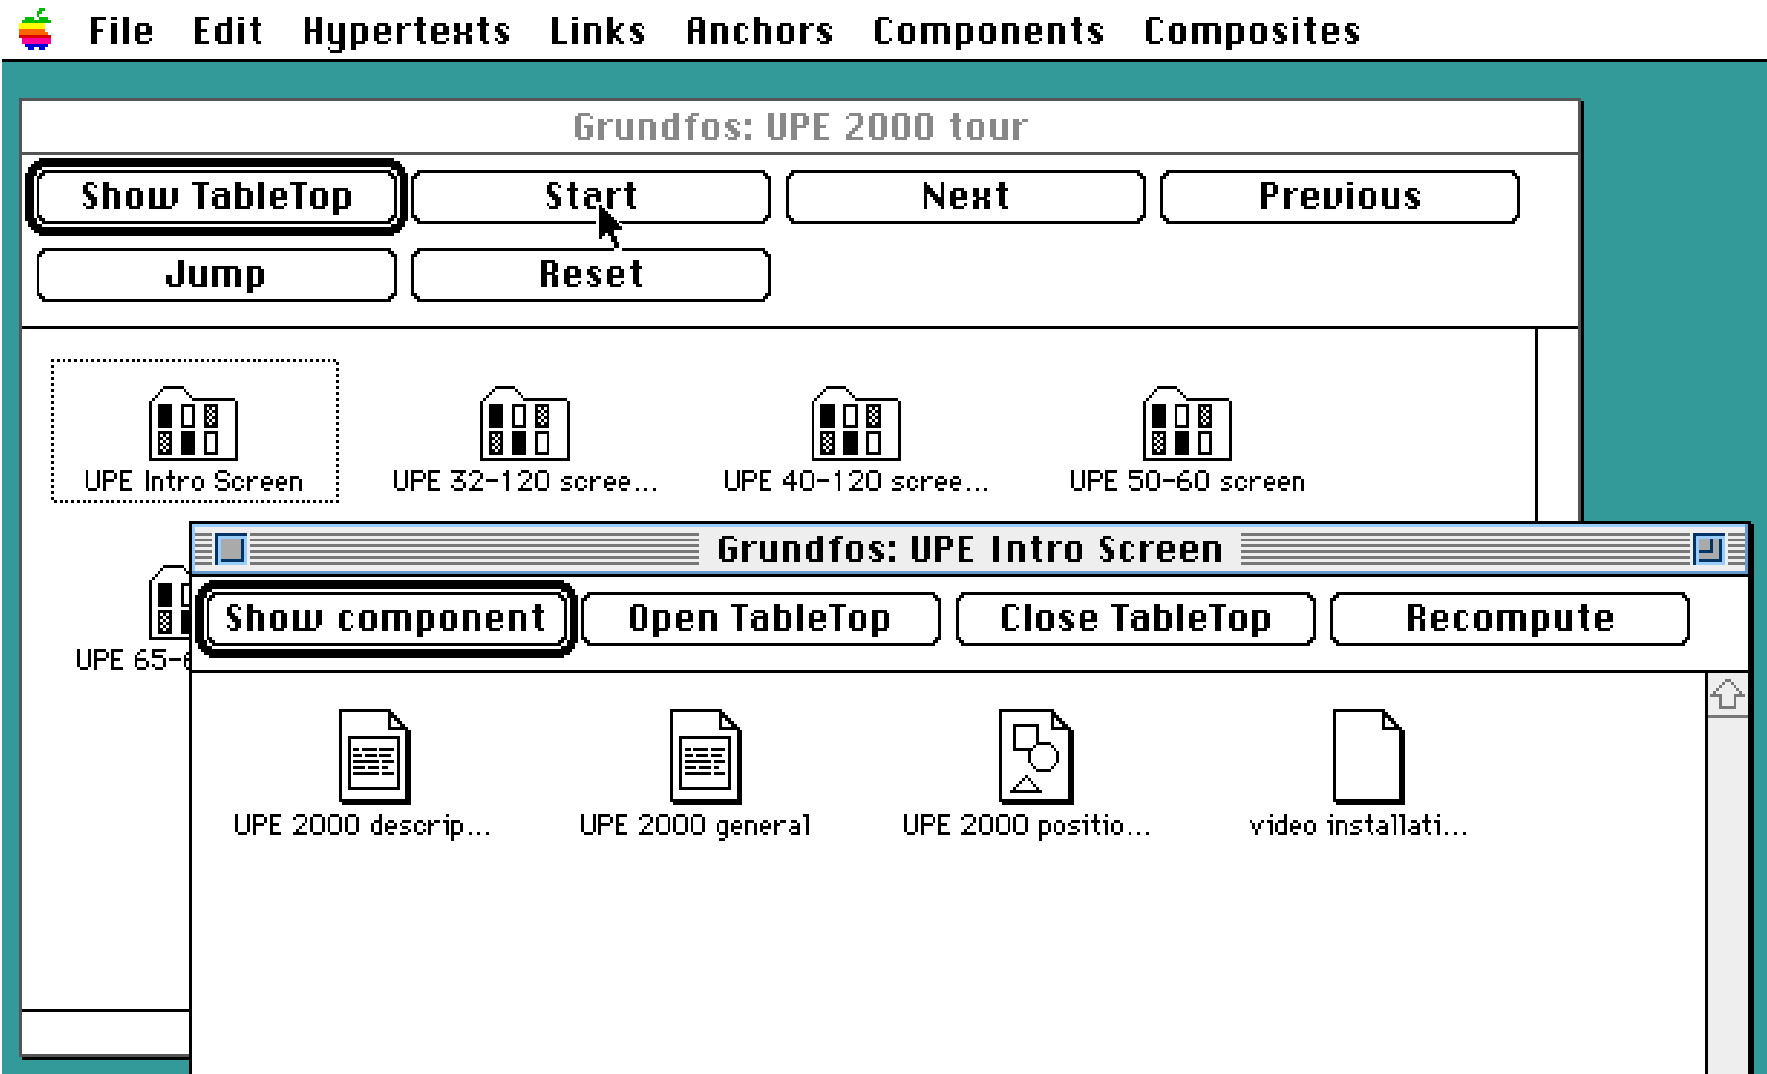 File Edit Hypertexts Links Anchors Components Composites
Grundfos: UPE 2000 tour
Show TableTop Start Next Previous
Jump Reset
UPE Intro Screen UPE 32-120 scree... UPE 40-120 scree... UPE 50-60 screen
Grundfos: UPE Intro Screen
Show component Open TableTop Close TableTop Recompute
UPE 65-
UPE 2000 descrip... UPE 2000 general UPE 2000 positio... video installati...